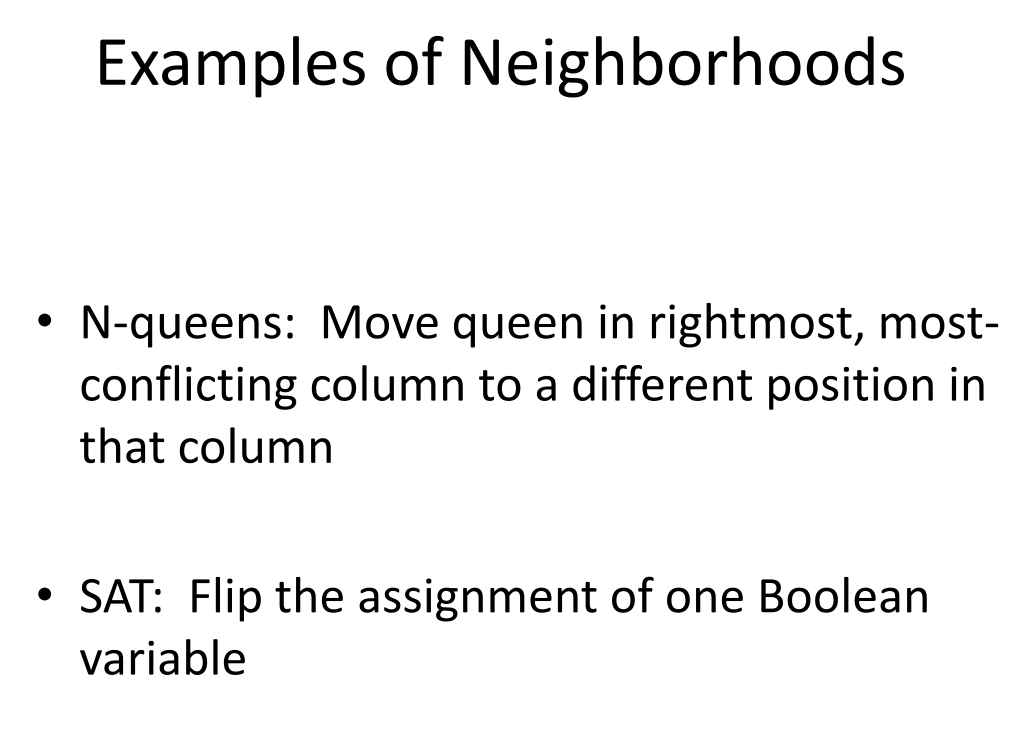 Examples of Neighborhoods
• N-queens:  Move queen in rightmost, most-
conflicting column to a different position in
that column
• SAT:  Flip the assignment of one Boolean
variable